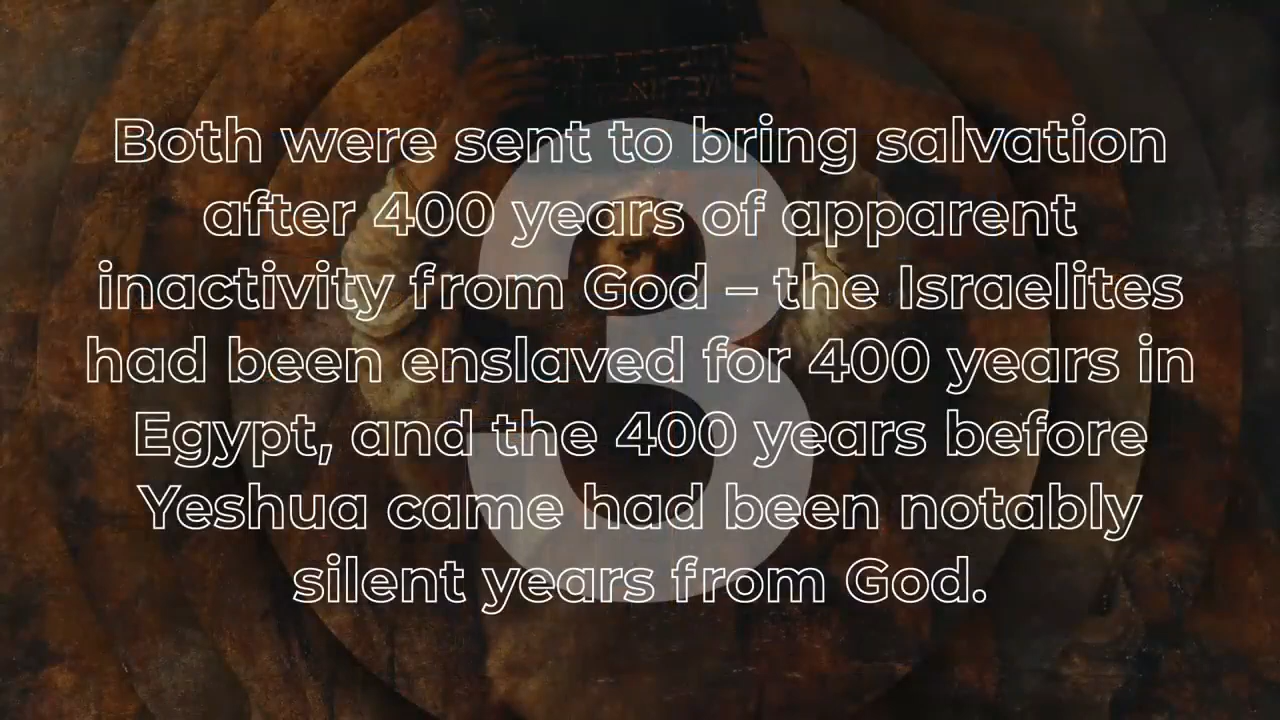 Both were sent to bring salvation
after 400 years of apparent
inactivity from God – the Israelites
had been enslaved for 400 years in
Egypt, and the 400 years before
Yeshua came had been notably
silent years from God.
3